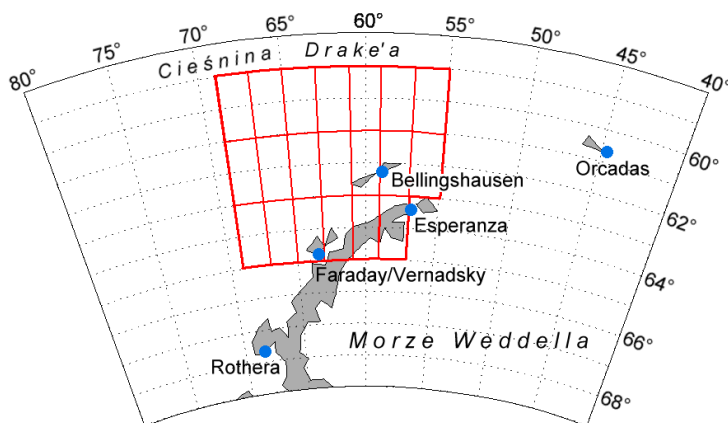 80°
75°
70°
65°
60°
55°
50°
45°
40°
Cieśnina Drake'a
60°
62°
64°
66°
68°
Orcadas
Bellingshausen
Esperanza
Faraday/Vernadsky
Morze Weddella
Rothera